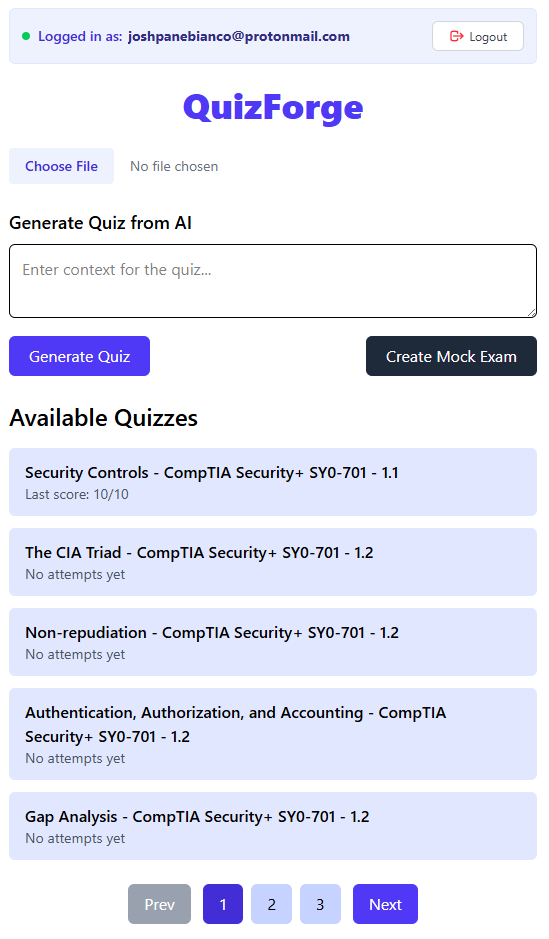 Logged in as: joshpanebianco@protonmail.com
Logout
QuizForge
Choose File
No file chosen
Generate Quiz from AI
Enter context for the quiz...
Generate Quiz
Create Mock Exam
Available Quizzes
Security Controls - CompTIA Security+ SY0-701 - 1.1
Last score: 10/10
The CIA Triad - CompTIA Security+ SY0-701 - 1.2
No attempts yet
Non-repudiation - CompTIA Security+ SY0-701 - 1.2
No attempts yet
Authentication, Authorization, and Accounting - CompTIA
Security+ SY0-701 - 1.2
No attempts yet
Gap Analysis - CompTIA Security+ SY0-701 - 1.2
No attempts yet
Prev 1 2 3 Next